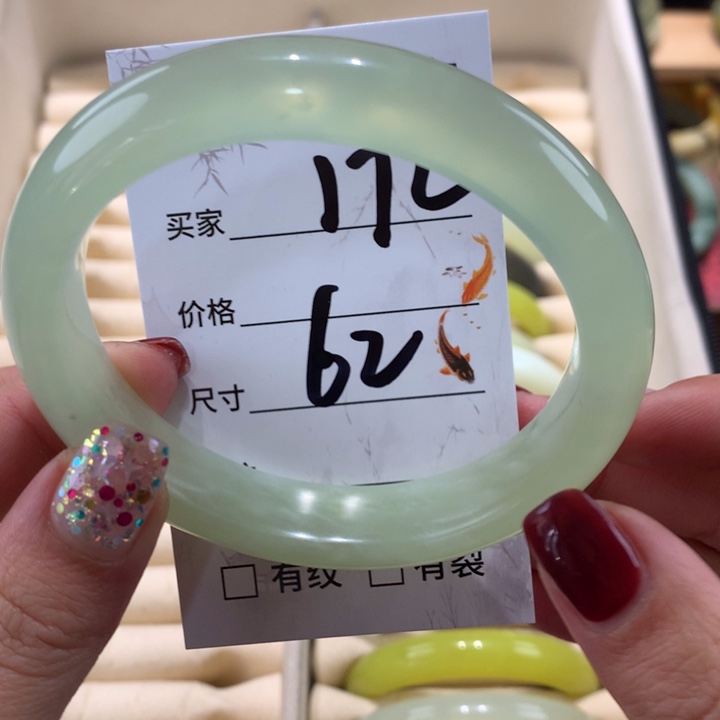 买家
价格
62
尺寸
□ 有纹 □ 有裂